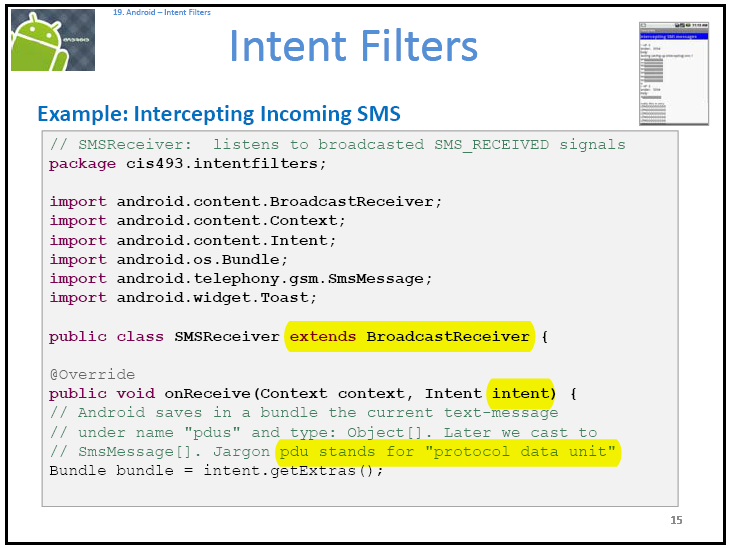 19. Android – Intent Filters
Intent Filters
Example: Intercepting Incoming SMS
// SMSReceiver:  listens to broadcasted SMS_RECEIVED signals
package cis493.intentfilters;
import android.content.BroadcastReceiver;
import android.content.Context;
import android.content.Intent;
import android.os.Bundle;
import android.telephony.gsm.SmsMessage;
import android.widget.Toast;
public class SMSReceiver extends BroadcastReceiver {
@Override
public void onReceive(Context context, Intent intent) {
// Android saves in a bundle the current text-message
// under name "pdus" and type: Object[]. Later we cast to
// SmsMessage[]. Jargon pdu stands for "protocol data unit"
Bundle bundle = intent.getExtras();
15